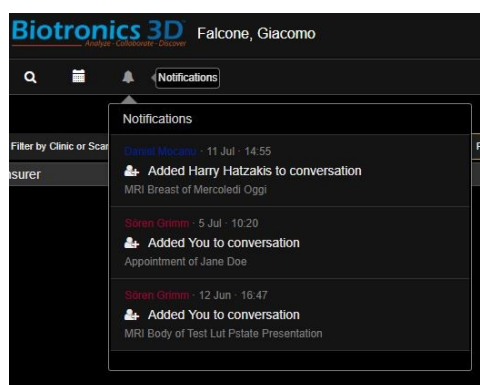 Biotronics 3D
Analyze - Collaborate - Discover
Falcone, Giacomo
Notifications
Notifications
Filter by Clinic or Scan
Daniel Mocanu · 11 Jul · 14:55
Added Harry Hatzakis to conversation
nsurer
MRI Breast of Mercoledi Oggi
Sören Grimm · 5 Jul · 10:20
Added You to conversation
Appointment of Jane Doe
Sören Grimm · 12 Jun · 16:47
Added You to conversation
MRI Body of Test Lut Pstate Presentation